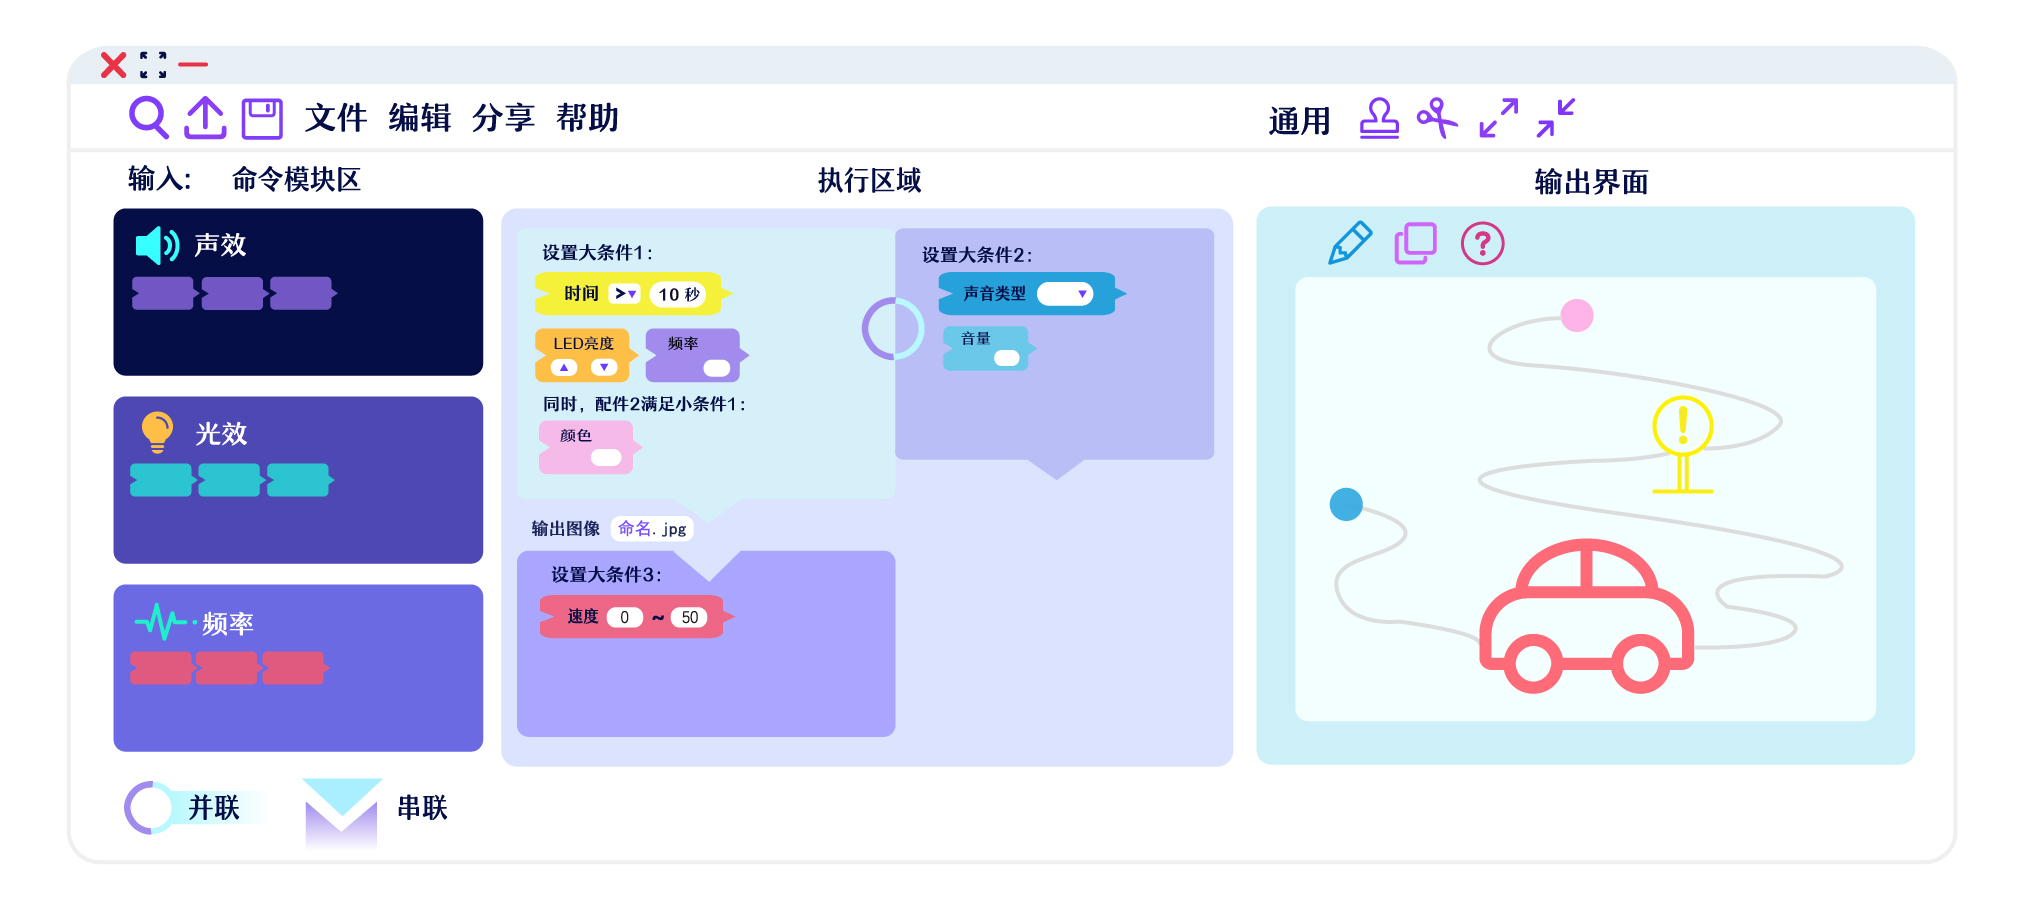 文件 编辑 分享 帮助
通用
输入: 命令模块区
声效
光效
频率
并联
串联
执行区域
设置大条件1:
时间 > 10 秒
LED亮度
频率
同时，配件2满足小条件1:
颜色
设置大条件2:
声音类型
音量
输出图像 命名.jpg
设置大条件3:
速度 0 ~ 50
输出界面
?
!